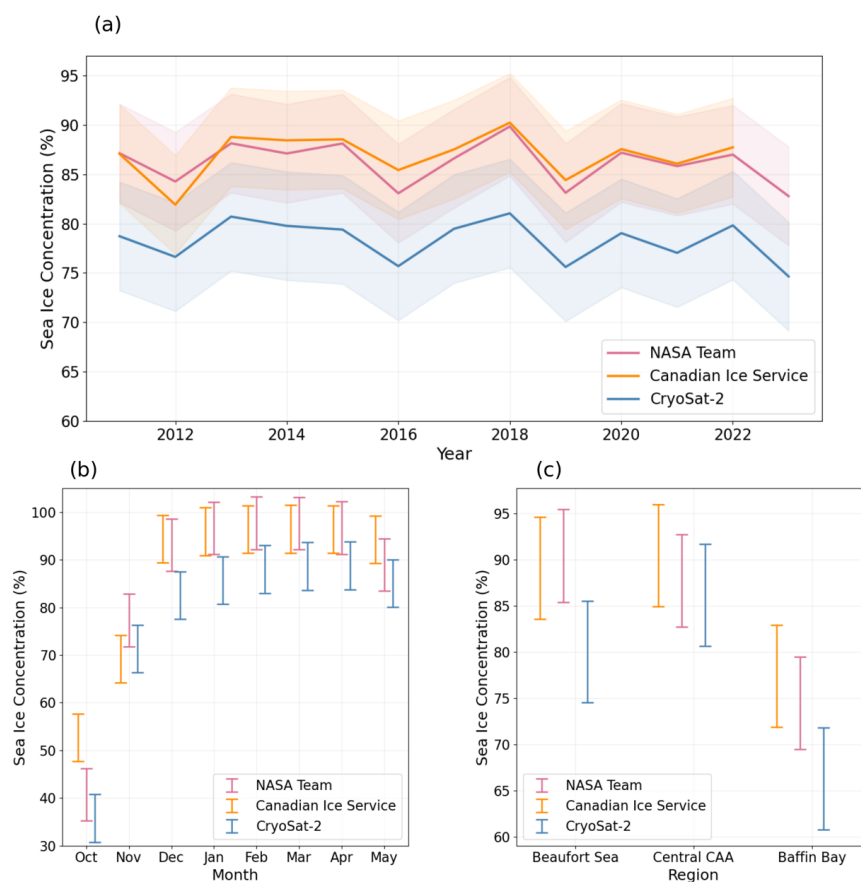 (a)
95
90
85
80
75
70
65
60
Sea Ice Concentration (%)
NASA Team
Canadian Ice Service
CryoSat-2
2012 2014 2016 2018 2020 2022
Year
(b)
100
90
80
70
60
50
40
30
Sea Ice Concentration (%)
NASA Team
Canadian Ice Service
CryoSat-2
Oct Nov Dec Jan Feb Mar Apr May
Month
(c)
95
90
85
80
75
70
65
60
Sea Ice Concentration (%)
NASA Team
Canadian Ice Service
CryoSat-2
Beaufort Sea Central CAA Baffin Bay
Region